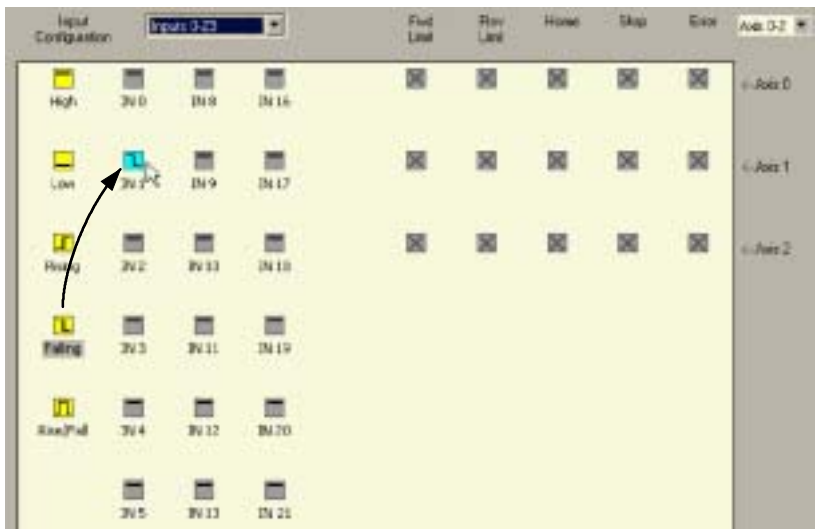 Input Configuration
Inputs 0-23
Fwd Limit
Rev Limit
Home
Stop
Error
Axis 0-2
High
IN 0
IN 8
IN 16
<-Axis 0
Low
IN 1
IN 9
IN 17
<-Axis 1
Rising
IN 2
IN 18
<-Axis 2
Falling
IN 3
IN 11
IN 19
Rise/Fall
IN 4
IN 12
IN 20
IN 5
IN 13
IN 21